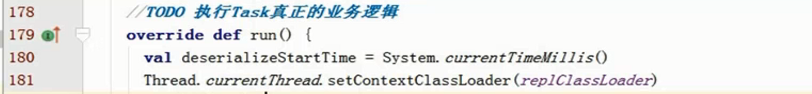 178 //TODO 执行Task真正的业务逻辑
179 override def run() {
180 val deserializeStartTime = System.currentTimeMillis()
181 Thread.currentThread.setContextClassLoader(replClassLoader)